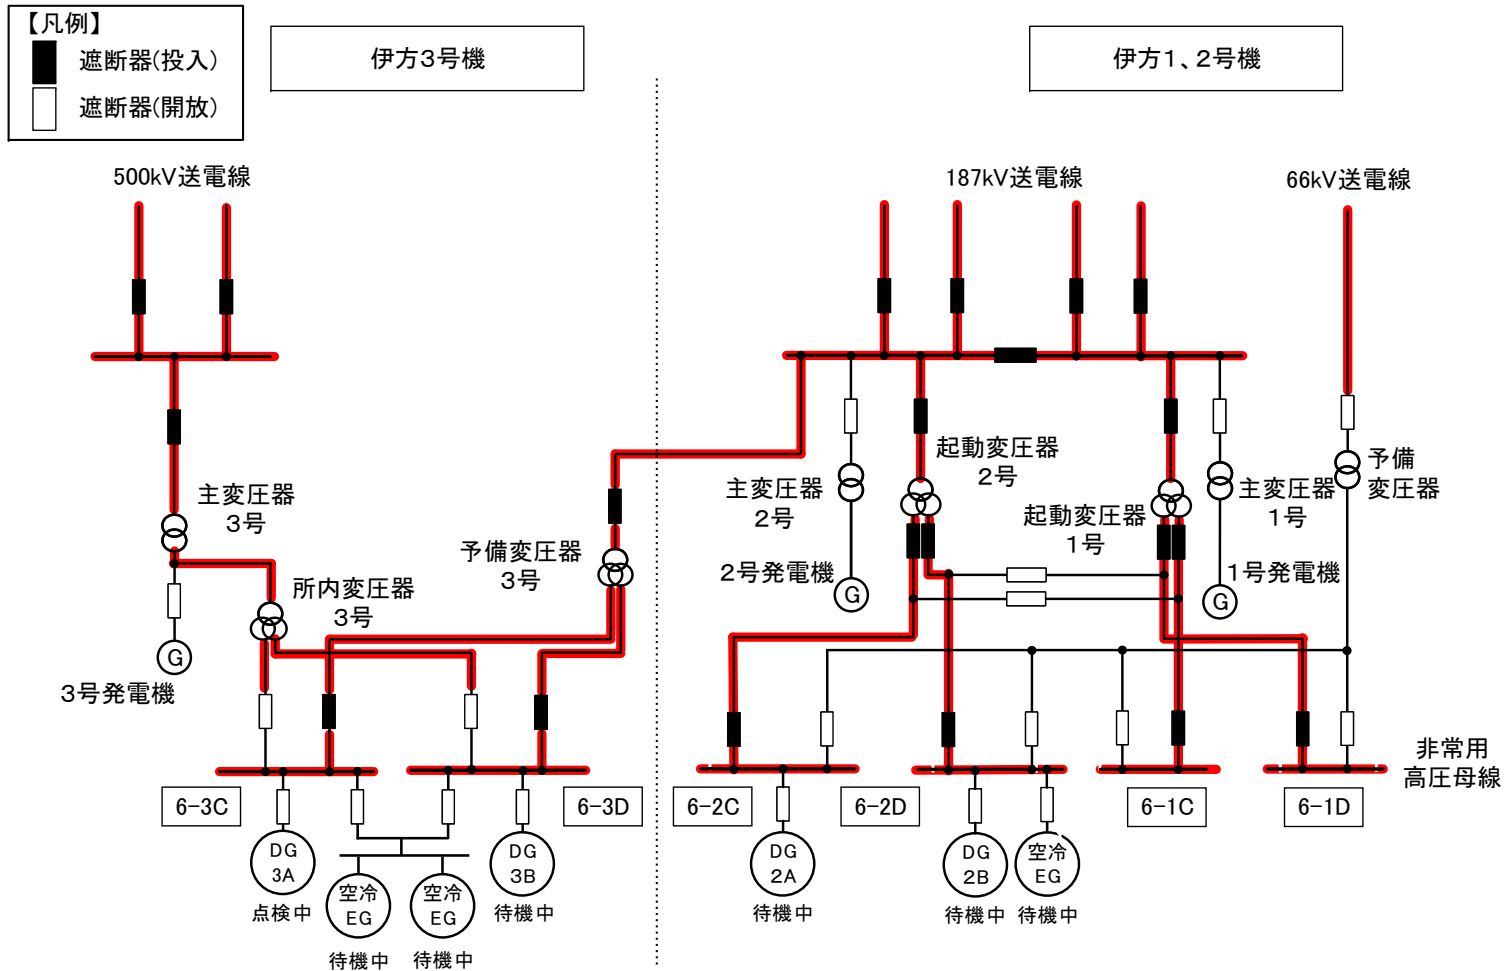 【凡例】
遮断器(投入)
遮断器(開放)
伊方3号機
伊方1、2号機
500kV送電線
187kV送電線
66kV送電線
主変圧器
3号
所内変圧器
3号
予備変圧器
3号
G
3号発電機
主変圧器
2号
起動変圧器
2号
起動変圧器
1号
主変圧器
1号
予備
変圧器
2号発電機
G
1号発電機
G
非常用
高圧母線
6-3C
6-3D
6-2C
6-2D
6-1C
6-1D
DG
3A
点検中
空冷
EG
待機中
空冷
EG
待機中
DG
3B
待機中
DG
2A
待機中
DG
2B
待機中
空冷
EG
待機中